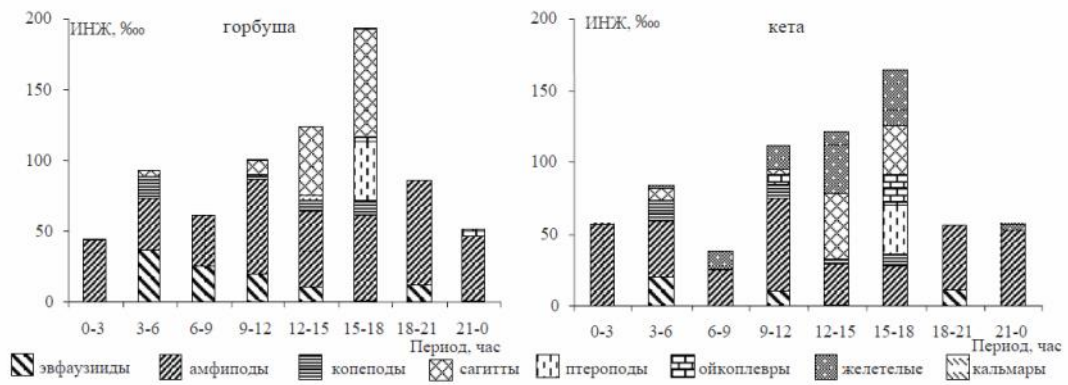 200
ИНЖ, ‱
горбуша
150
100
50
0
0-3 3-6 6-9 9-12 12-15 15-18 18-21 21-0
Период, час
200
ИНЖ, ‱
кета
150
100
50
0
0-3 3-6 6-9 9-12 12-15 15-18 18-21 21-0
Период, час
эвфаузииды амфиподы копеподы сагитты птероподы ойкоплевры желетелые кальмары